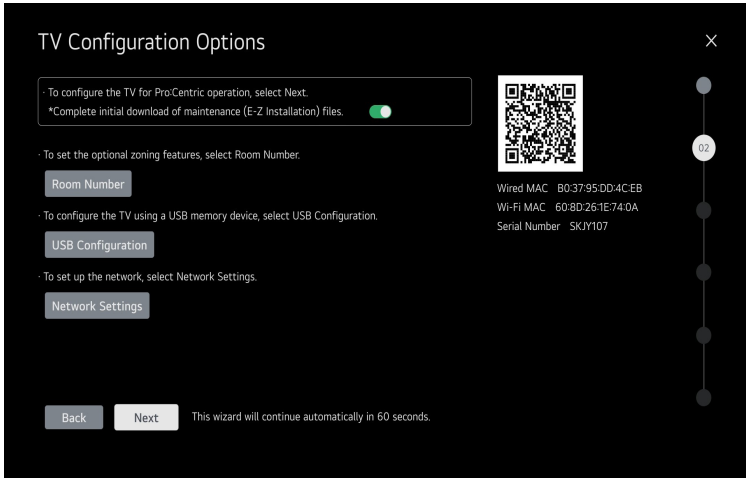 TV Configuration Options
· To configure the TV for Pro:Centric operation, select Next.
*Complete initial download of maintenance (E-Z Installation) files.
· To set the optional zoning features, select Room Number.
Room Number
· To configure the TV using a USB memory device, select USB Configuration.
USB Configuration
· To set up the network, select Network Settings.
Network Settings
Back
Next
This wizard will continue automatically in 60 seconds.
Wired MAC B0:37:95:DD:4C:EB
Wi-Fi MAC 60:8D:26:1E:74:0A
Serial Number SKJY107
02